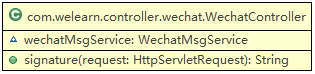 com.welearn.controller.wechat.WechatController
wechatMsgService: WechatMsgService
signature(request: HttpServletRequest): String